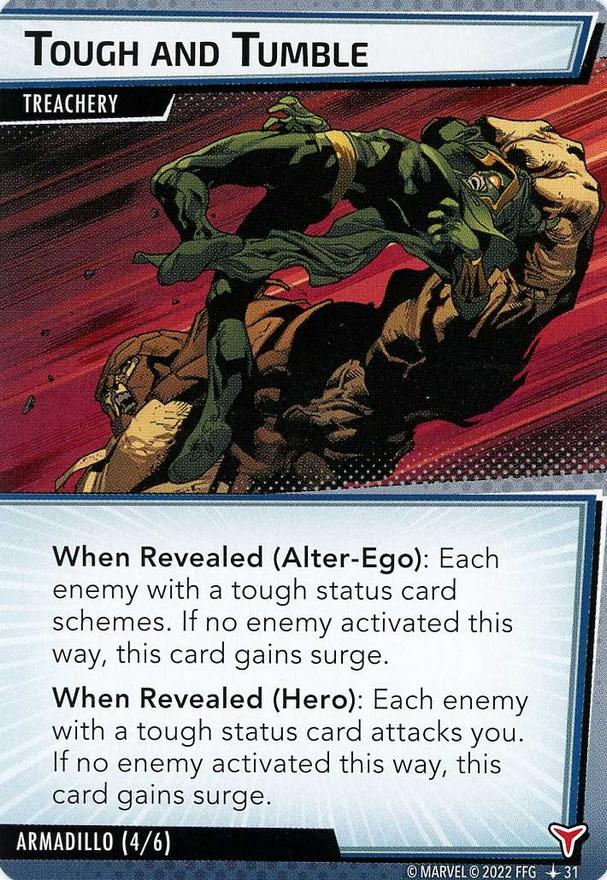 TOUGH AND TUMBLE
TREACHERY
When Revealed (Alter-Ego): Each
enemy with a tough status card
schemes. If no enemy activated this
way, this card gains surge.
When Revealed (Hero): Each enemy
with a tough status card attacks you.
If no enemy activated this way, this
card gains surge.
ARMADILLO (4/6)
© MARVEL © 2022 FFG 31